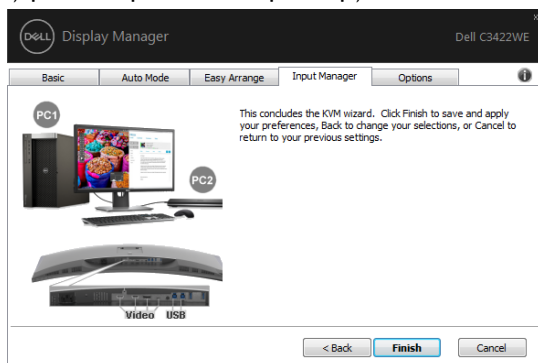 DELL Display Manager
Dell C3422WE
Basic Auto Mode Easy Arrange Input Manager Options
PC1
This concludes the KVM wizard. Click Finish to save and apply
your preferences, Back to change your selections, or Cancel to
return to your previous settings.
PC2
Video USB
< Back Finish Cancel